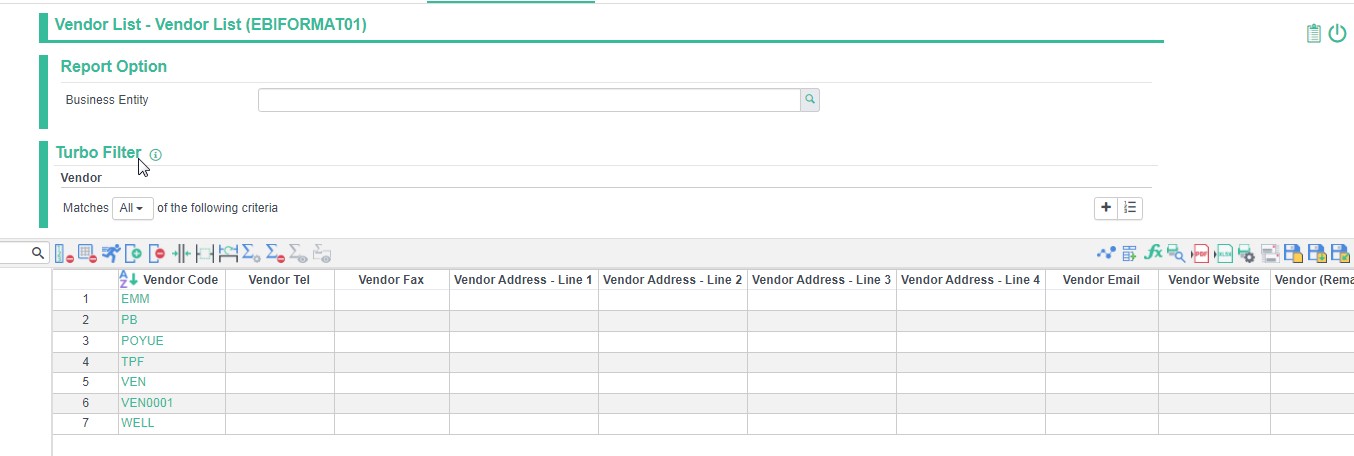 Vendor List - Vendor List (EBIFORMAT01)
Report Option
Business Entity
Turbo Filter
Vendor
Matches All of the following criteria
Vendor Code Vendor Tel Vendor Fax Vendor Address - Line 1 Vendor Address - Line 2 Vendor Address - Line 3 Vendor Address - Line 4 Vendor Email Vendor Website Vendor (Rema
1 EMM
2 PB
3 POYUE
4 TPF
5 VEN
6 VEN0001
7 WELL